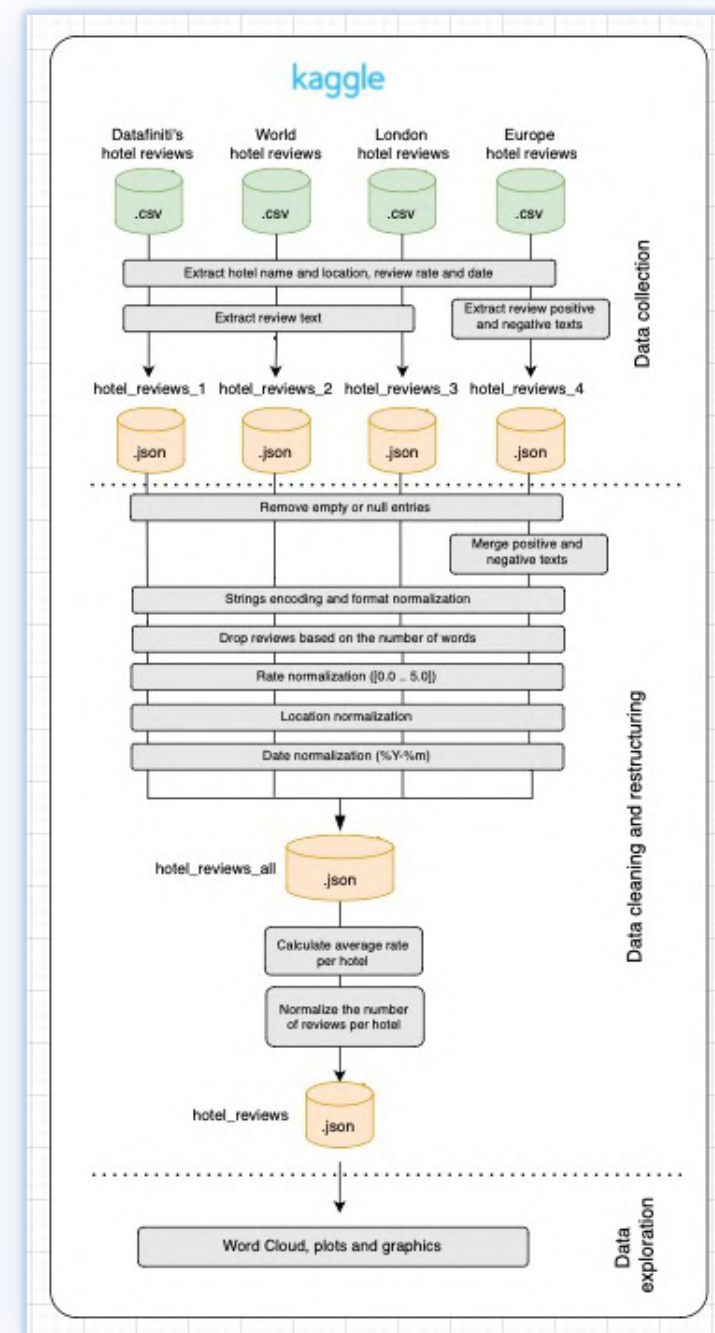 kaggle
Datafiniti's
hotel reviews
World
hotel reviews
London
hotel reviews
Europe
hotel reviews
.csv
.csv
.csv
.csv
Extract hotel name and location, review rate and date
Extract review text
Extract review positive
and negative texts
Data collection
hotel_reviews_1
hotel_reviews_2
hotel_reviews_3
hotel_reviews_4
.json
.json
.json
.json
Remove empty or null entries
Merge positive and
negative texts
Strings encoding and format normalization
Drop reviews based on the number of words
Rate normalization ([0.0 .. 5.0])
Location normalization
Date normalization (%Y-%m)
Data cleaning and restructuring
hotel_reviews_all
.json
Calculate average rate
per hotel
Normalize the number
of reviews per hotel
hotel_reviews
.json
Word Cloud, plots and graphics
Data
exploration